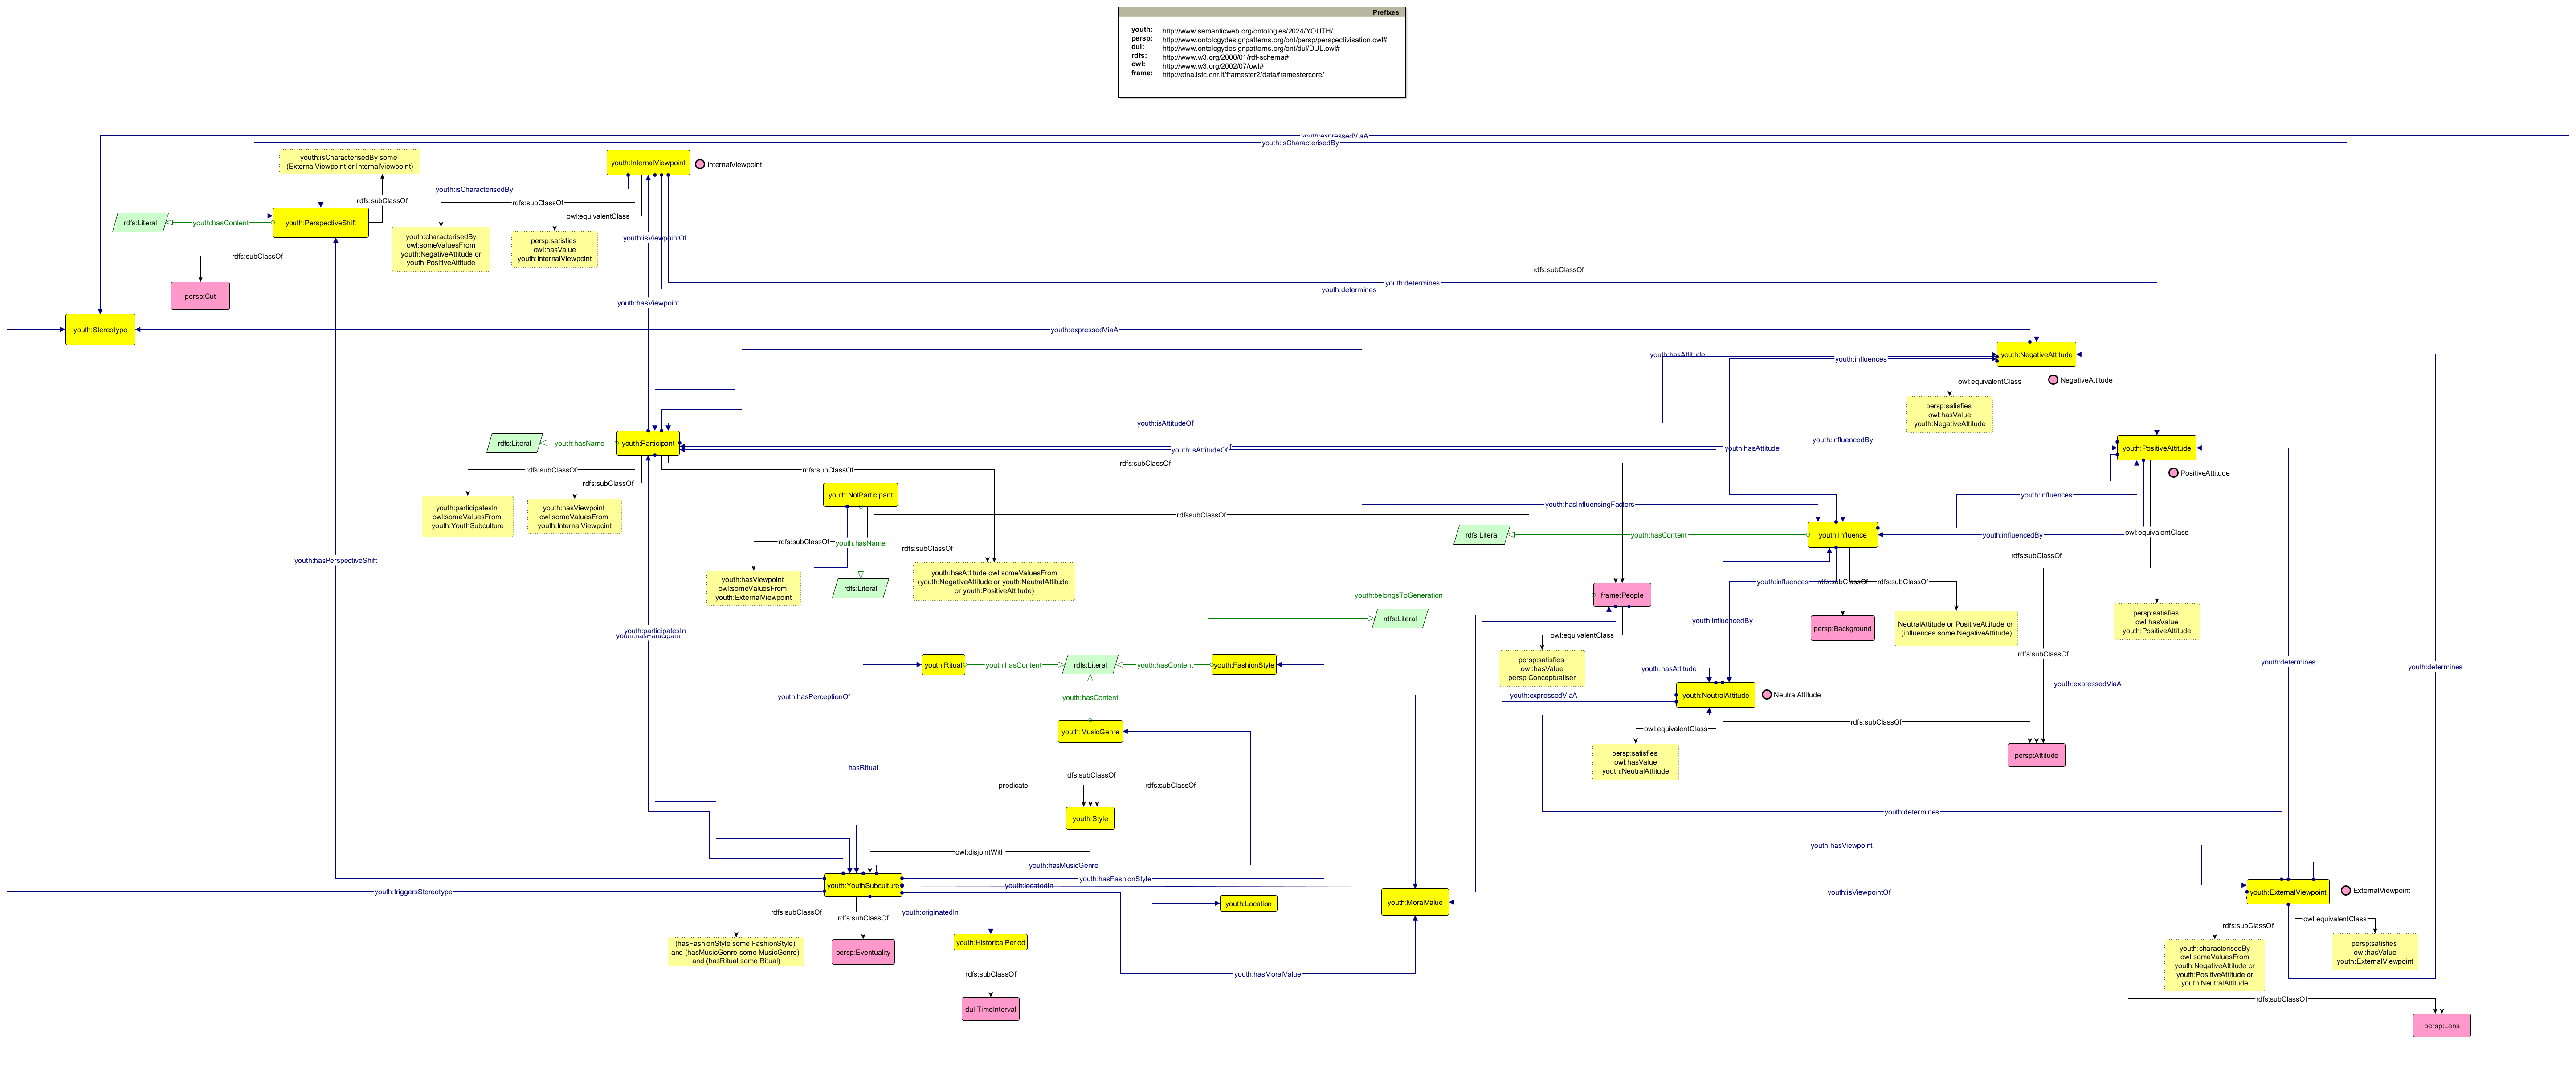 Prefixes
youth: http://www.semanticweb.org/ontologies/2024/YOUTH/
persp: http://www.ontologydesignpatterns.org/ont/persp/perspectivisation.owl#
dul: http://www.ontologydesignpatterns.org/ont/dul/DUL.owl#
rdfs: http://www.w3.org/2000/01/rdf-schema#
owl: http://www.w3.org/2002/07/owl#
frame: http://etna.istc.cnr.it/framester2/data/framestercore/
youth:expressedViaA
youth:isCharacterisedBy
youth:isCharacterisedBy some
(ExternalViewpoint or InternalViewpoint)
youth:InternalViewpoint
InternalViewpoint
youth:isCharacterisedBy
rdfs:subClassOf
rdfs:subClassOf
owl:equivalentClass
rdfs:Literal
youth:hasContent
youth:PerspectiveShift
youth:characterisedBy
owl:someValuesFrom
youth:NegativeAttitude or
youth:PositiveAttitude
persp:satisfies
owl:hasValue
youth:InternalViewpoint
youth:isViewpointOf
rdfs:subClassOf
rdfs:subClassOf
persp:Cut
youth:determines
youth:determines
youth:hasViewpoint
youth:Stereotype
youth:expressedViaA
youth:hasAttitude
youth:influences
youth:NegativeAttitude
owl:equivalentClass
NegativeAttitude
persp:satisfies
owl:hasValue
youth:NegativeAttitude
youth:isAttitudeOf
rdfs:Literal
youth:hasName
youth:Participant
youth:influencedBy
youth:isAttitudeOf
youth:hasAttitude
youth:PositiveAttitude
PositiveAttitude
rdfs:subClassOf
rdfs:subClassOf
rdfs:subClassOf
rdfs:subClassOf
youth:NotParticipant
youth:participatesIn
owl:someValuesFrom
youth:YouthSubculture
youth:hasViewpoint
owl:someValuesFrom
youth:InternalViewpoint
rdfssubClassOf
youth:hasInfluencingFactors
youth:influences
rdfs:Literal
youth:hasContent
youth:Influence
youth:influencedBy
owl:equivalentClass
rdfs:subClassOf
youth:hasName
rdfs:subClassOf
rdfs:subClassOf
youth:hasPerspectiveShift
youth:hasViewpoint
owl:someValuesFrom
youth:ExternalViewpoint
rdfs:Literal
youth:hasAttitude owl:someValuesFrom
(youth:NegativeAttitude or youth:NeutralAttitude
or youth:PositiveAttitude)
youth:influences
rdfs:subClassOf
rdfs:subClassOf
youth:belongsToGeneration
frame:People
rdfs:Literal
youth:influencedBy
persp:Background
NeutralAttitude or PositiveAttitude or
(influences some NegativeAttitude)
persp:satisfies
owl:hasValue
youth:PositiveAttitude
youth:participatesIn
youth:hasParticipant
owl:equivalentClass
rdfs:subClassOf
youth:determines
youth:determines
youth:Ritual
youth:hasContent
rdfs:Literal
youth:hasContent
youth:FashionStyle
persp:satisfies
owl:hasValue
persp:Conceptualiser
youth:hasAttitude
youth:expressedViaA
youth:hasPerceptionOf
youth:hasContent
youth:expressedViaA
youth:NeutralAttitude
NeutralAttitude
youth:MusicGenre
owl:equivalentClass
rdfs:subClassOf
persp:satisfies
owl:hasValue
youth:NeutralAttitude
persp:Attitude
hasRitual
rdfs:subClassOf
predicate
rdfs:subClassOf
youth:Style
youth:determines
owl:disjointWith
youth:hasViewpoint
youth:hasMusicGenre
youth:hasFashionStyle
youth:YouthSubculture
youth:locatedIn
youth:triggersStereotype
youth:isViewpointOf
youth:ExternalViewpoint
ExternalViewpoint
youth:Location
youth:MoralValue
rdfs:subClassOf
rdfs:subClassOf
youth:originatedIn
owl:equivalentClass
rdfs:subClassOf
(hasFashionStyle some FashionStyle)
and (hasMusicGenre some MusicGenre)
and (hasRitual some Ritual)
persp:Eventuality
youth:HistoricalPeriod
youth:characterisedBy
owl:someValuesFrom
youth:NegativeAttitude or
youth:PositiveAttitude or
youth:NeutralAttitude
persp:satisfies
owl:hasValue
youth:ExternalViewpoint
rdfs:subClassOf
youth:hasMoralValue
rdfs:subClassOf
dul:TimeInterval
persp:Lens